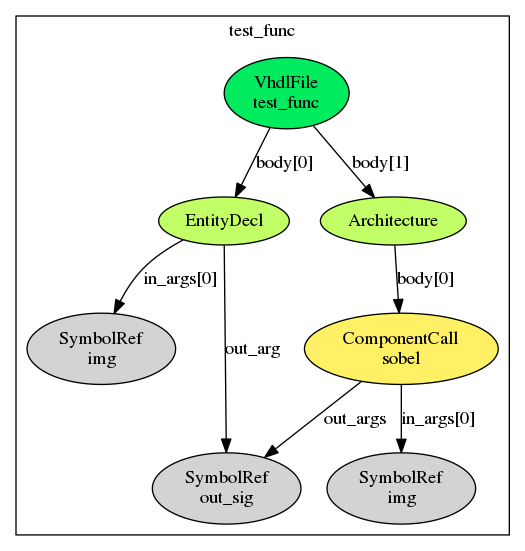 test_func
VhdlFile
test_func
body[0]
body[1]
EntityDecl
Architecture
in_args[0]
body[0]
SymbolRef
img
out_arg
ComponentCall
sobel
out_args
in_args[0]
SymbolRef
out_sig
SymbolRef
img